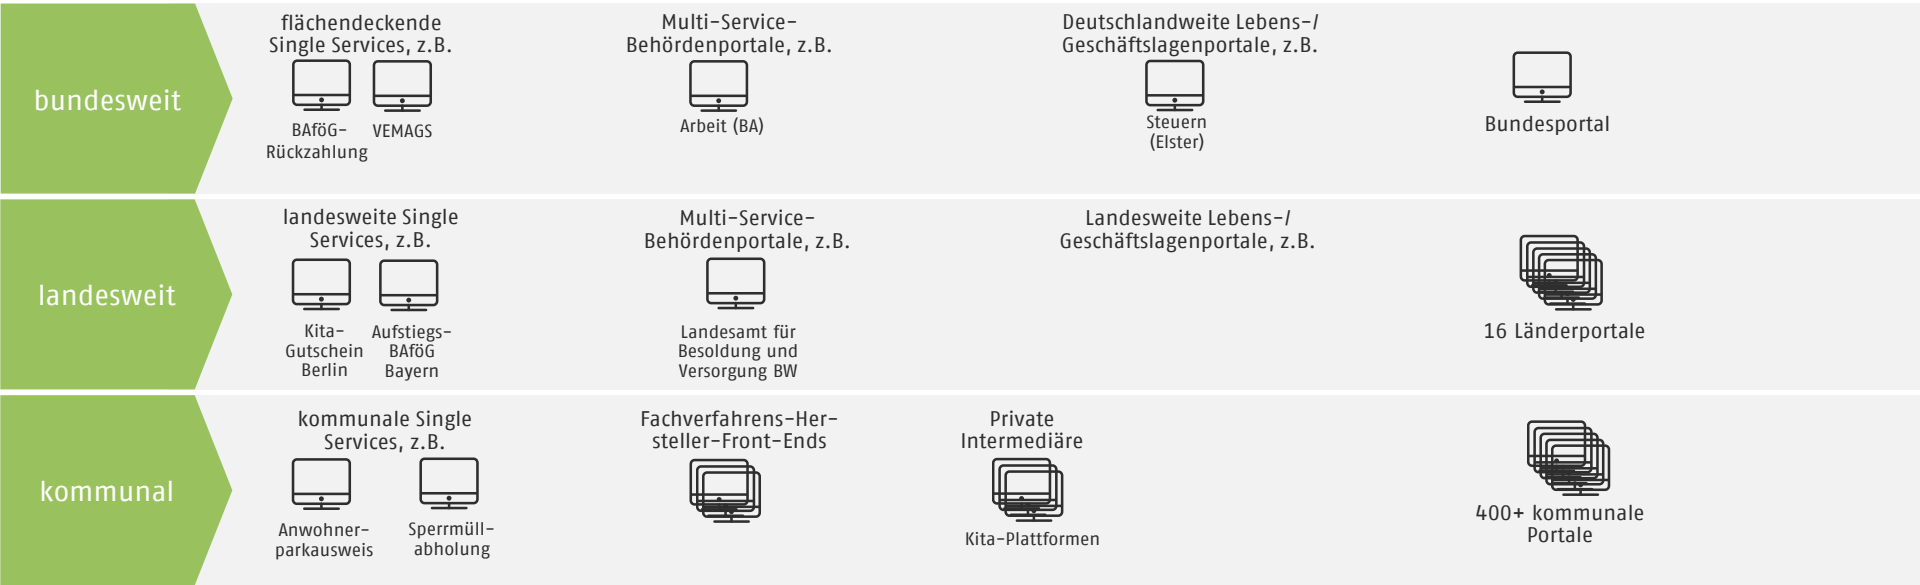 bundesweit
flächendeckende
Single Services, z.B.
BAföG-
Rückzahlung
VEMAGS
Multi-Service-
Behördenportale, z.B.
Arbeit (BA)
Deutschlandweite Lebens-/
Geschäftslagenportale, z.B.
Steuern
(Elster)
Bundesportal
landesweit
landesweite Single
Services, z.B.
Kita-
Gutschein
Berlin
Aufstiegs-
BAföG
Bayern
Multi-Service-
Behördenportale, z.B.
Landesamt für
Besoldung und
Versorgung BW
Landesweite Lebens-/
Geschäftslagenportale, z.B.
16 Länderportale
kommunal
kommunale Single
Services, z.B.
Anwohner-
parkausweis
Sperrmüll-
abholung
Fachverfahrens-Her-
steller-Front-Ends
Private
Intermediäre
Kita-Plattformen
400+ kommunale
Portale